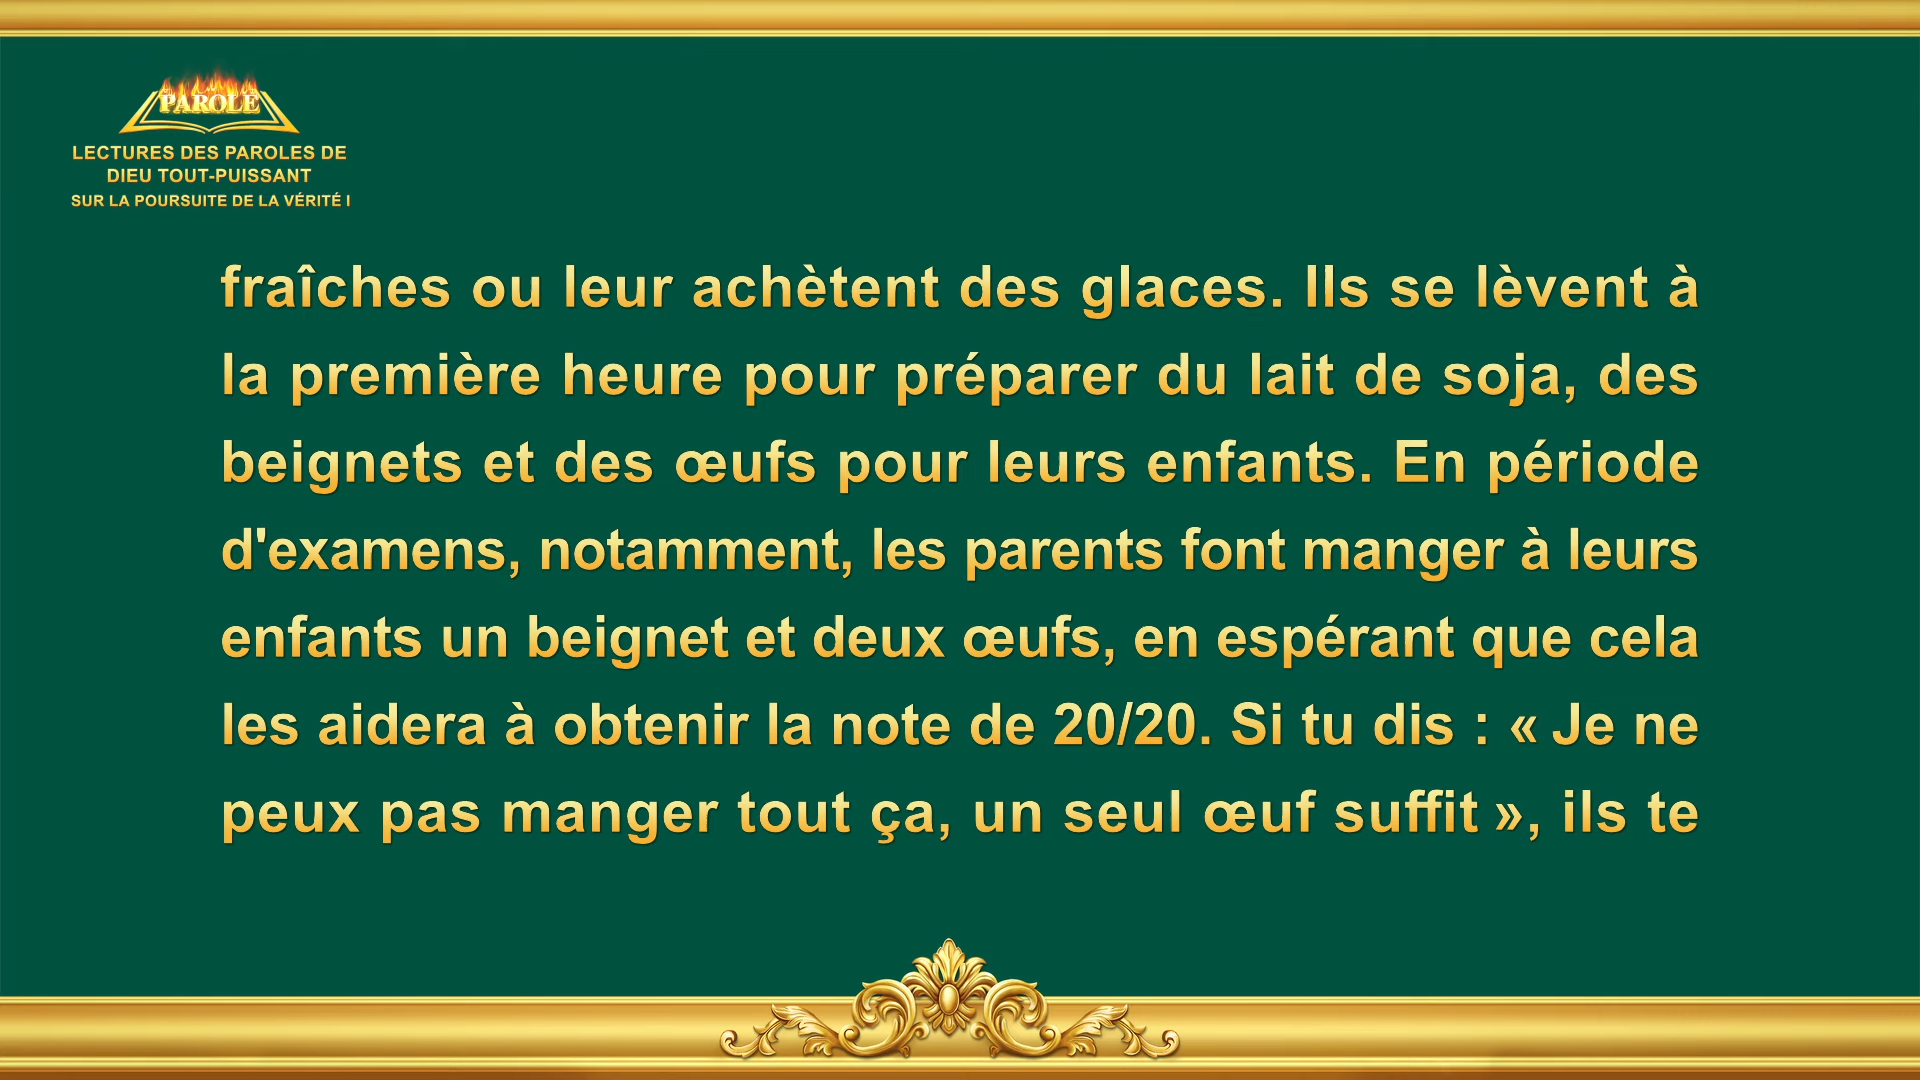 PAROLE
LECTURES DES PAROLES DE
DIEU TOUT-PUISSANT
SUR LA POURSUITE DE LA VÉRITÉ I
fraîches ou leur achètent des glaces. Ils se lèvent à
la première heure pour préparer du lait de soja, des
beignets et des œufs pour leurs enfants. En période
d'examens, notamment, les parents font manger à leurs
enfants un beignet et deux œufs, en espérant que cela
les aidera à obtenir la note de 20/20. Si tu dis : « Je ne
peux pas manger tout ça, un seul œuf suffit », ils te